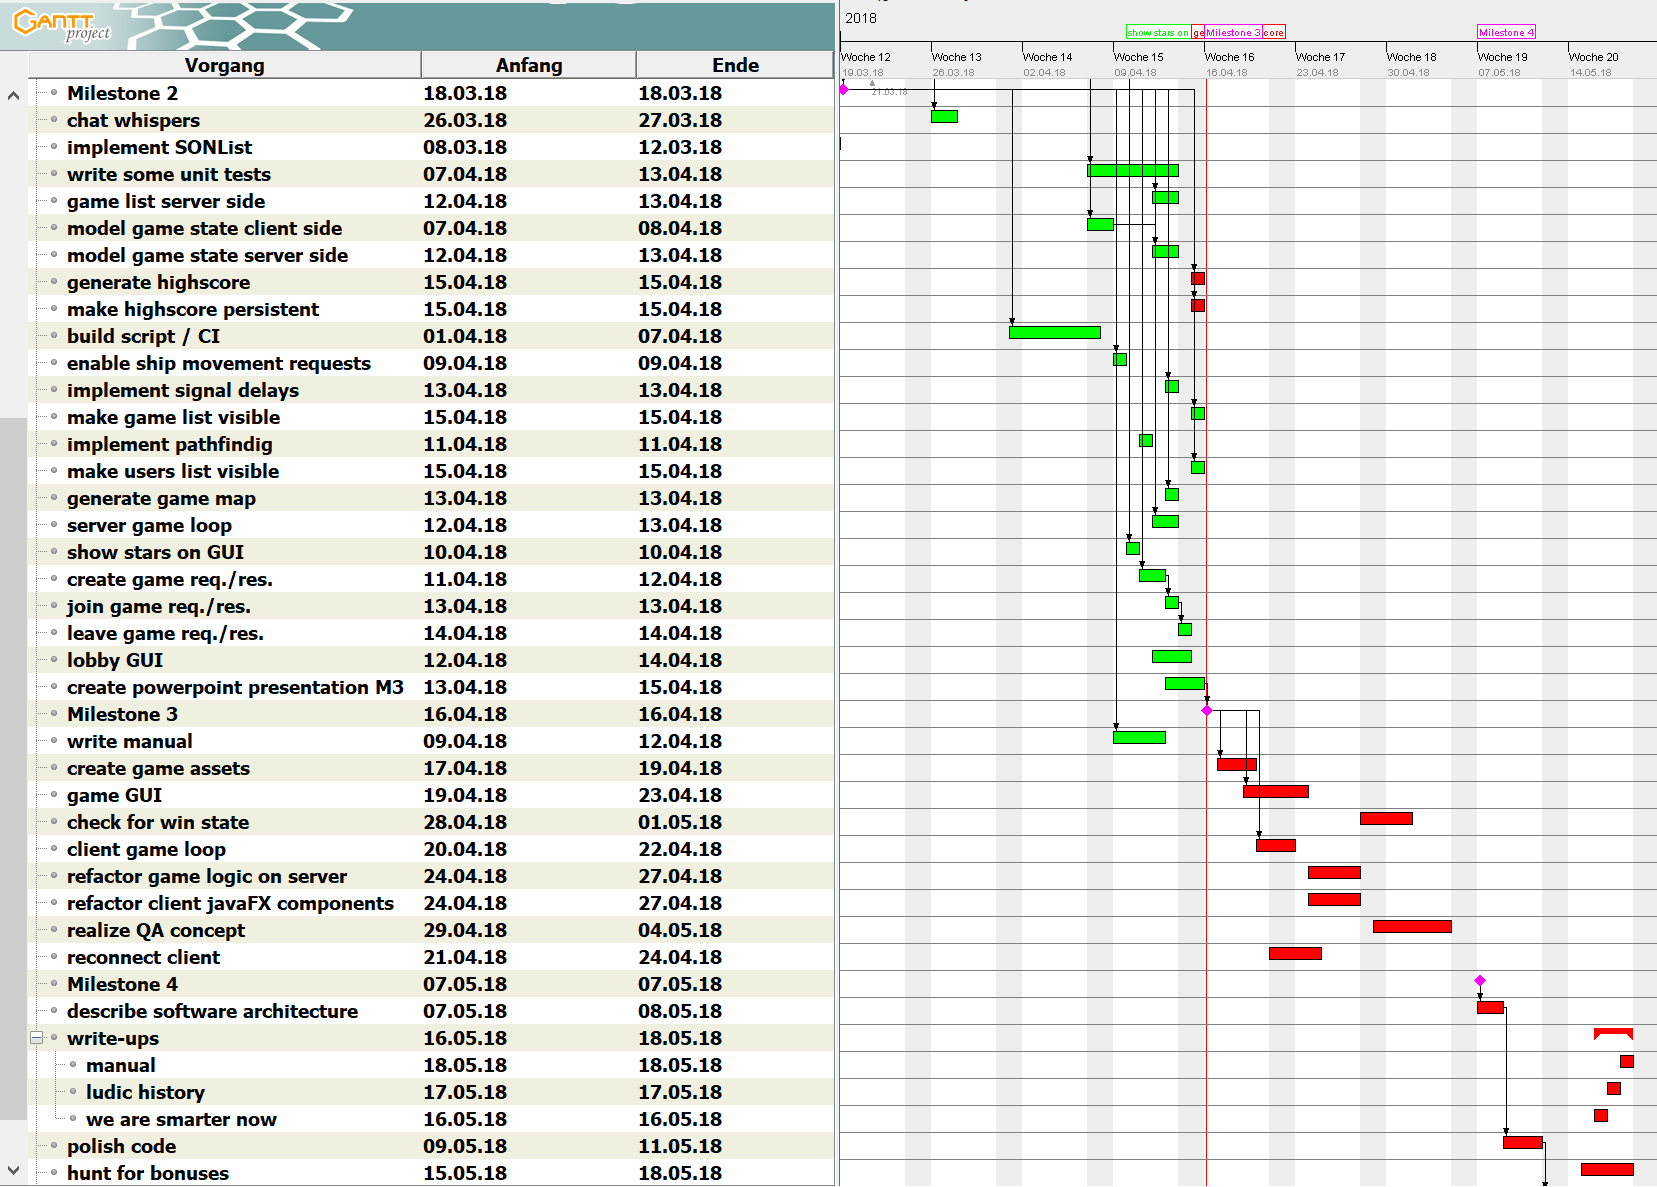 GANTT
project
2018
show stars on
ge
Milestone 3
core
Milestone 4
Vorgang Anfang Ende
Woche 12 Woche 13 Woche 14 Woche 15 Woche 16 Woche 17 Woche 18 Woche 19 Woche 20
19.03.18 26.03.18 02.04.18 09.04.18 16.04.18 23.04.18 30.04.18 07.05.18 14.05.18
21.03.18
Milestone 2 18.03.18 18.03.18
chat whispers 26.03.18 27.03.18
implement SONList 08.03.18 12.03.18
write some unit tests 07.04.18 13.04.18
game list server side 12.04.18 13.04.18
model game state client side 07.04.18 08.04.18
model game state server side 12.04.18 13.04.18
generate highscore 15.04.18 15.04.18
make highscore persistent 15.04.18 15.04.18
build script / CI 01.04.18 07.04.18
enable ship movement requests 09.04.18 09.04.18
implement signal delays 13.04.18 13.04.18
make game list visible 15.04.18 15.04.18
implement pathfindig 11.04.18 11.04.18
make users list visible 15.04.18 15.04.18
generate game map 13.04.18 13.04.18
server game loop 12.04.18 13.04.18
show stars on GUI 10.04.18 10.04.18
create game req./res. 11.04.18 12.04.18
join game req./res. 13.04.18 13.04.18
leave game req./res. 14.04.18 14.04.18
lobby GUI 12.04.18 14.04.18
create powerpoint presentation M3 13.04.18 15.04.18
Milestone 3 16.04.18 16.04.18
write manual 09.04.18 12.04.18
create game assets 17.04.18 19.04.18
game GUI 19.04.18 23.04.18
check for win state 28.04.18 01.05.18
client game loop 20.04.18 22.04.18
refactor game logic on server 24.04.18 27.04.18
refactor client javaFX components 24.04.18 27.04.18
realize QA concept 29.04.18 04.05.18
reconnect client 21.04.18 24.04.18
Milestone 4 07.05.18 07.05.18
describe software architecture 07.05.18 08.05.18
write-ups 16.05.18 18.05.18
manual 18.05.18 18.05.18
ludic history 17.05.18 17.05.18
we are smarter now 16.05.18 16.05.18
polish code 09.05.18 11.05.18
hunt for bonuses 15.05.18 18.05.18